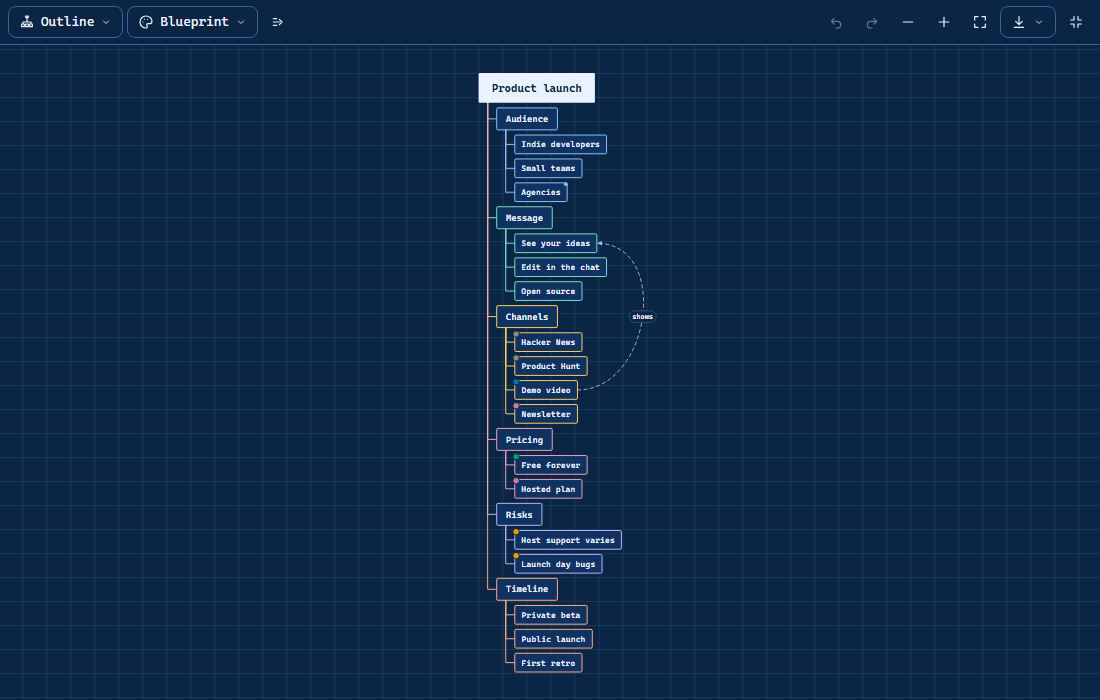 Outline
Blueprint
Product launch
Audience
Indie developers
Small teams
Agencies
Message
See your ideas
Edit in the chat
Open source
shows
Channels
Hacker News
Product Hunt
Demo video
Newsletter
Pricing
Free forever
Hosted plan
Risks
Host support varies
Launch day bugs
Timeline
Private beta
Public launch
First retro